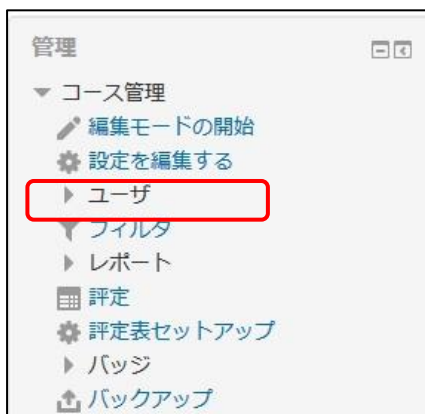 管理
コース管理
編集モードの開始
設定を編集する
ユーザ
フィルタ
レポート
評定
評定表セットアップ
バッジ
バックアップ